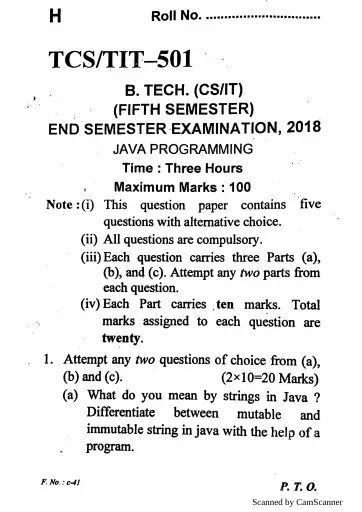 H Roll No. ................................
TCS/TIT–501
B. TECH. (CS/IT)
(FIFTH SEMESTER)
END SEMESTER EXAMINATION, 2018
JAVA PROGRAMMING
Time : Three Hours
Maximum Marks : 100
Note :(i) This question paper contains five
questions with alternative choice.
(ii) All questions are compulsory.
(iii) Each question carries three Parts (a),
(b), and (c). Attempt any two parts from
each question.
(iv) Each Part carries ten marks. Total
marks assigned to each question are
twenty.
1. Attempt any two questions of choice from (a),
(b) and (c). (2×10=20 Marks)
(a) What do you mean by strings in Java ?
Differentiate between mutable and
immutable string in java with the help of a
program.
F. No. : c-41 P. T. O.
Scanned by CamScanner